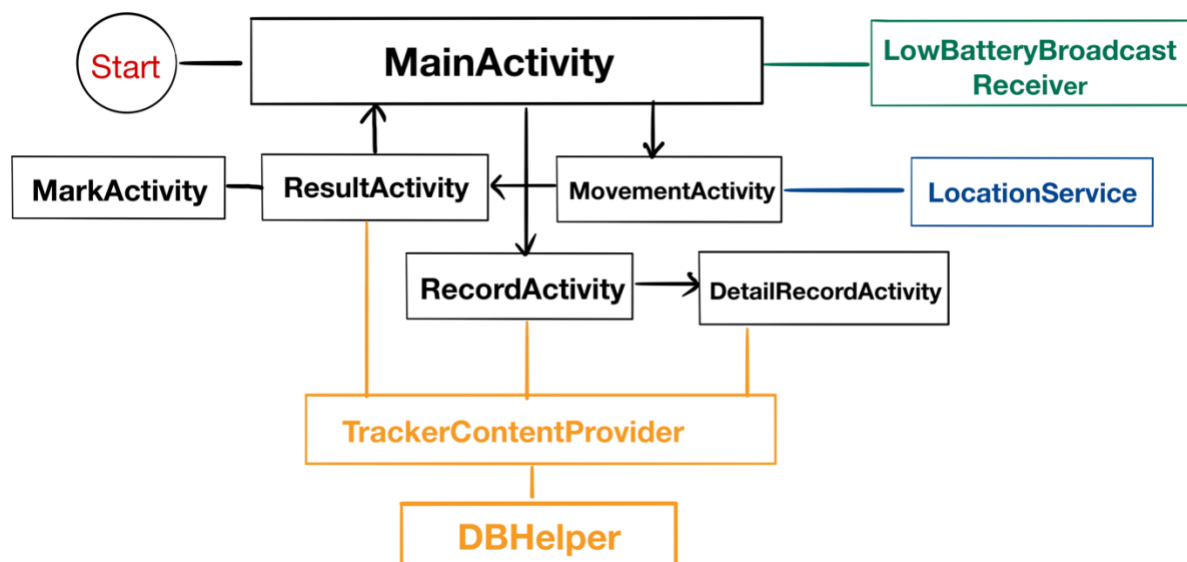 Start
MainActivity
LowBatteryBroadcast
Receiver
MarkActivity
ResultActivity
MovementActivity
LocationService
RecordActivity
DetailRecordActivity
TrackerContentProvider
DBHelper